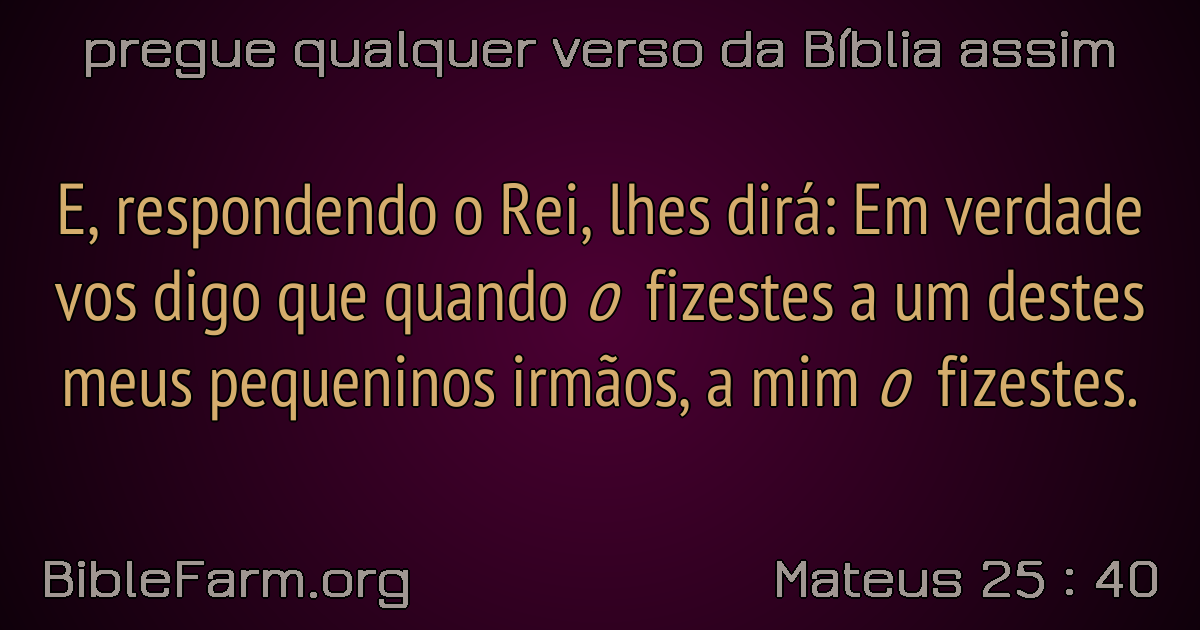 pregue qualquer verso da Bíblia assim
E, respondendo o Rei, lhes dirá: Em verdade
vos digo que quando o fizestes a um destes
meus pequeninos irmãos, a mim o fizestes.
BibleFarm.org
Mateus 25 : 40